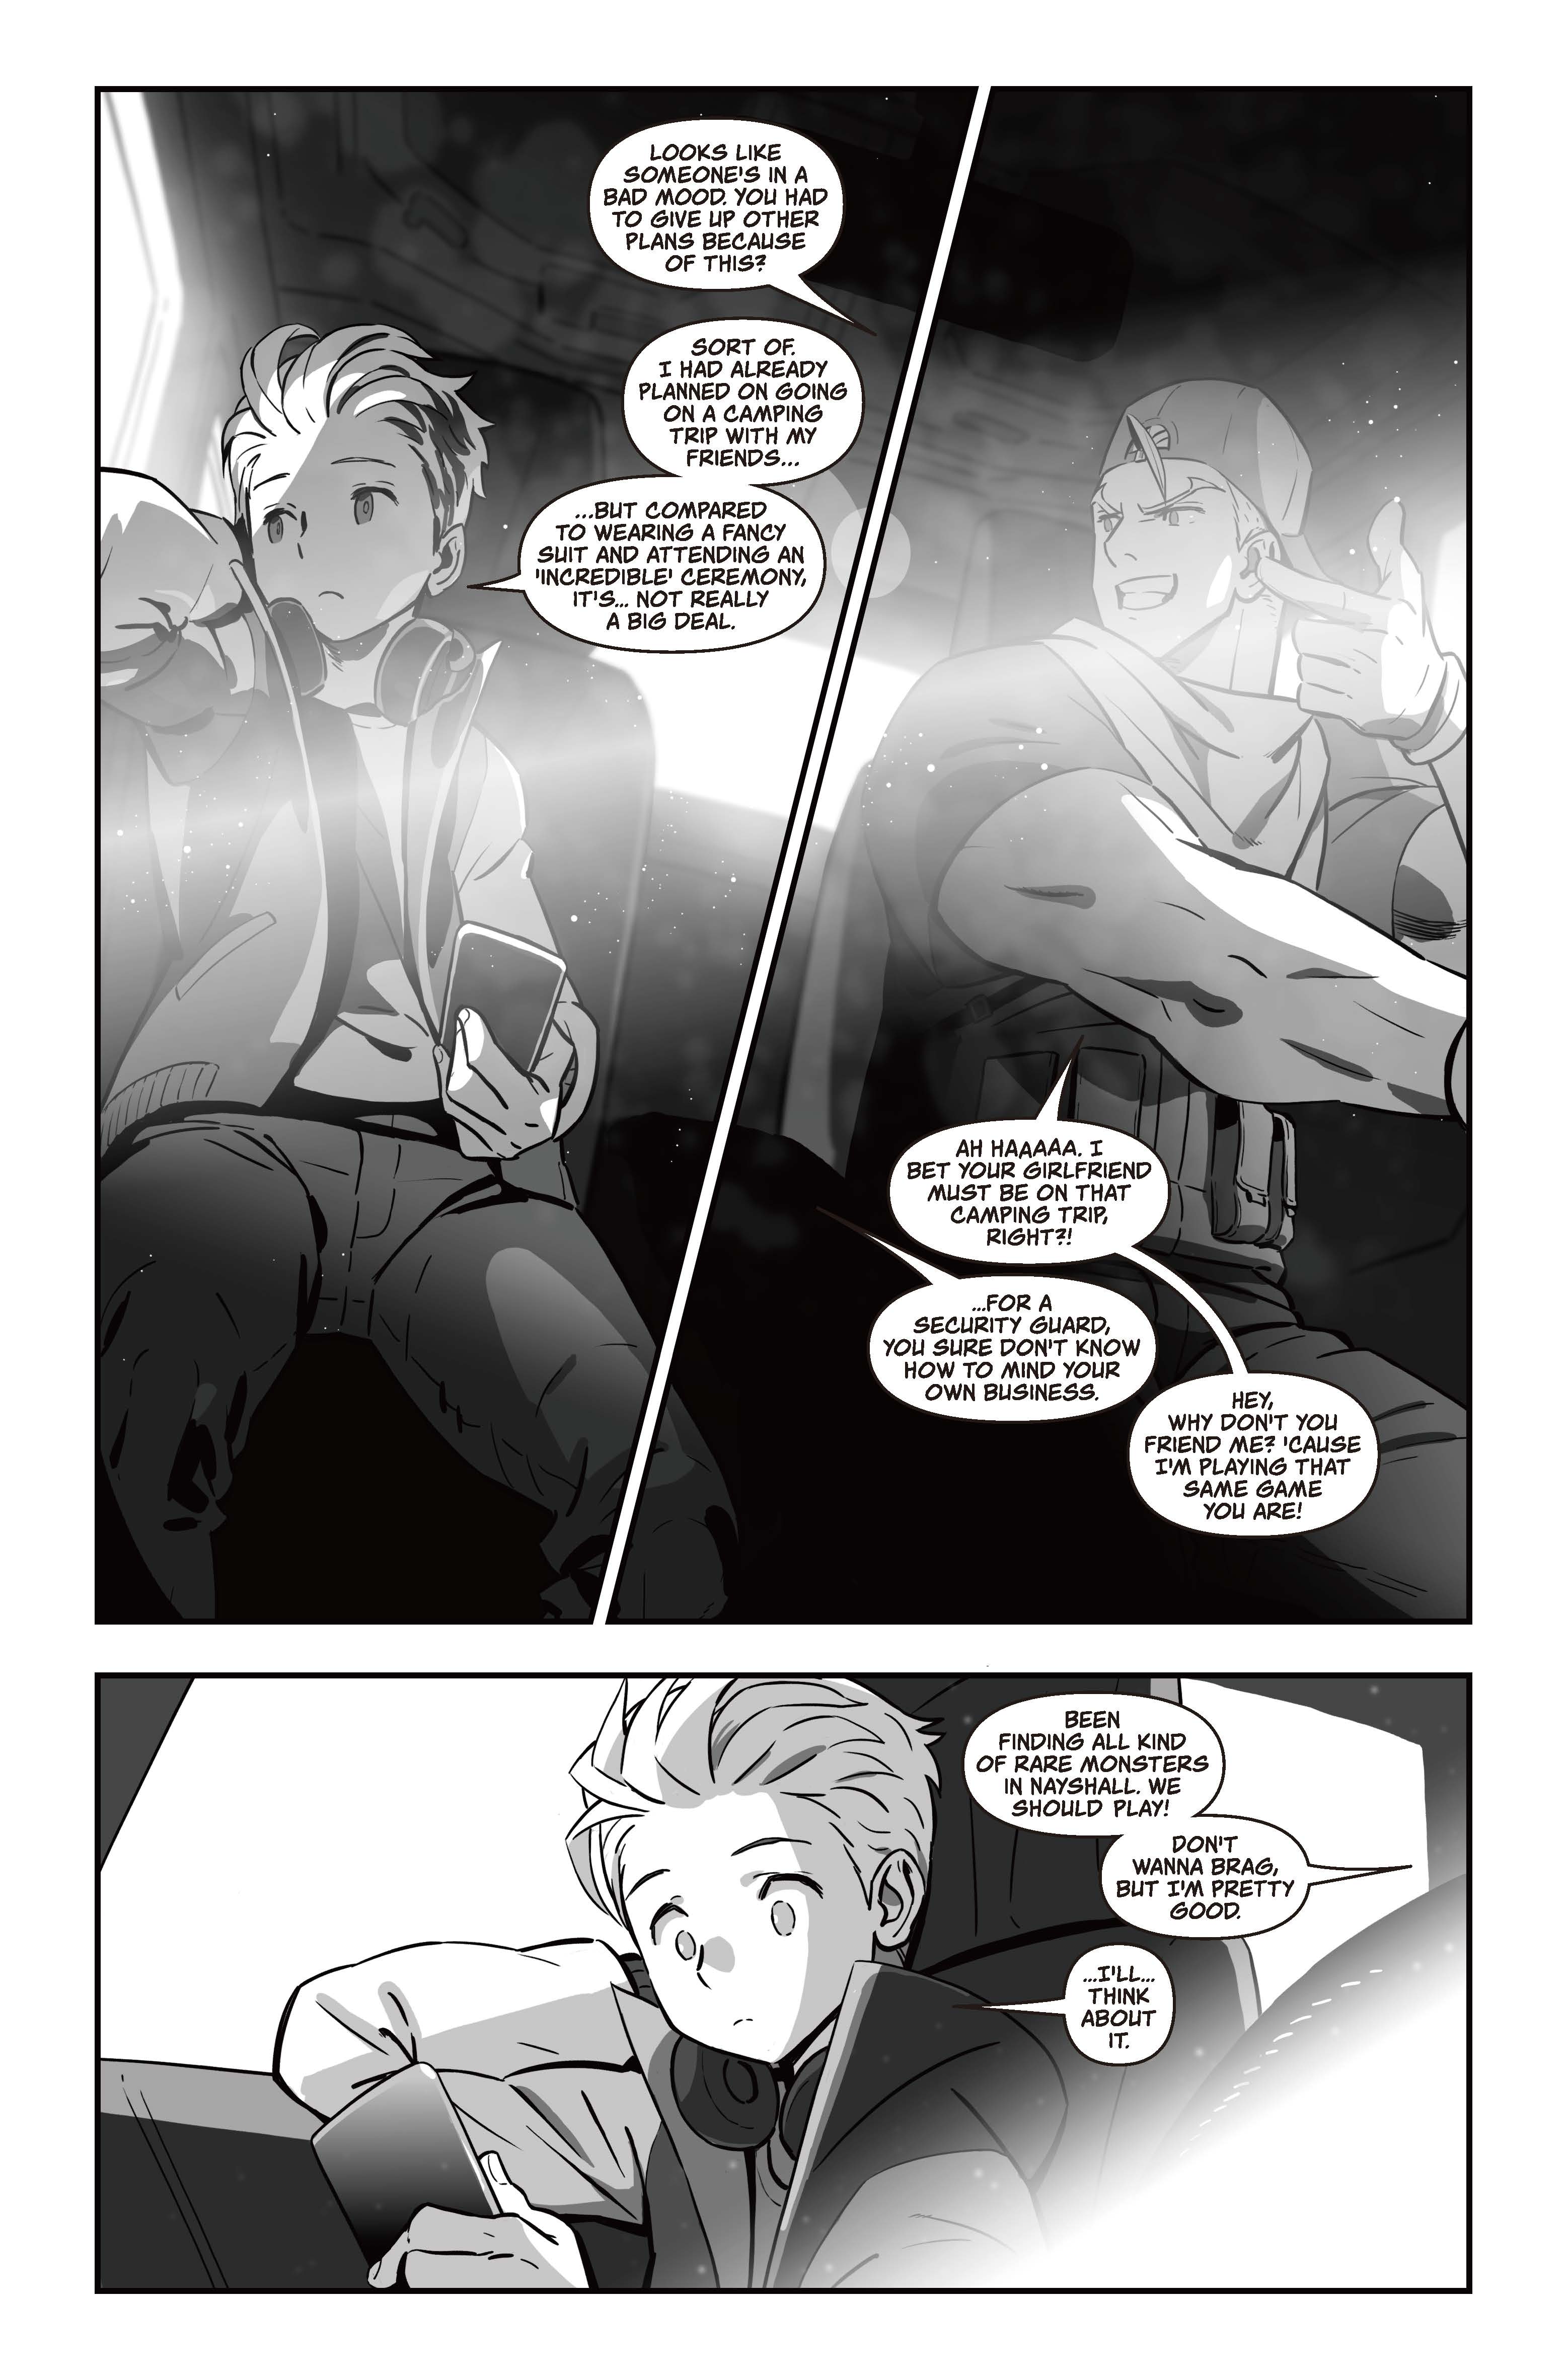 LOOKS LIKE
SOMEONE'S IN A
BAD MOOD. YOU HAD
TO GIVE UP OTHER
PLANS BECAUSE
OF THIS?
SORT OF.
I HAD ALREADY
PLANNED ON GOING
ON A CAMPING
TRIP WITH MY
FRIENDS...
...BUT COMPARED
TO WEARING A FANCY
SUIT AND ATTENDING AN
'INCREDIBLE' CEREMONY,
IT'S... NOT REALLY
A BIG DEAL.
AH HAAAAA. I
BET YOUR GIRLFRIEND
MUST BE ON THAT
CAMPING TRIP,
RIGHT?!
...FOR A
SECURITY GUARD,
YOU SURE DON'T KNOW
HOW TO MIND YOUR
OWN BUSINESS.
HEY,
WHY DON'T YOU
FRIEND ME? 'CAUSE
I'M PLAYING THAT
SAME GAME
YOU ARE!
BEEN
FINDING ALL KIND
OF RARE MONSTERS
IN NAYSHALL. WE
SHOULD PLAY!
DON'T
WANNA BRAG,
BUT I'M PRETTY
GOOD.
...I'LL...
THINK
ABOUT
IT.